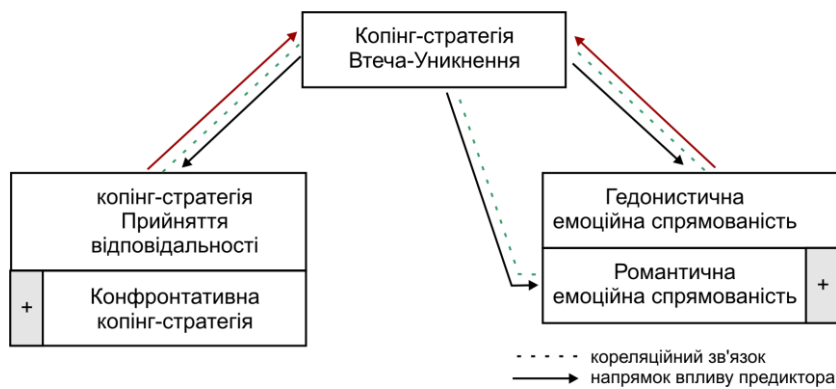 Копінг-стратегія
Втеча-Уникнення
копінг-стратегія
Прийняття
відповідальності
+
Конфронтативна
копінг-стратегія
Гедонистична
емоційна спрямованість
Романтична
емоційна спрямованість
+
кореляційний зв'язок
напрямок впливу предиктора